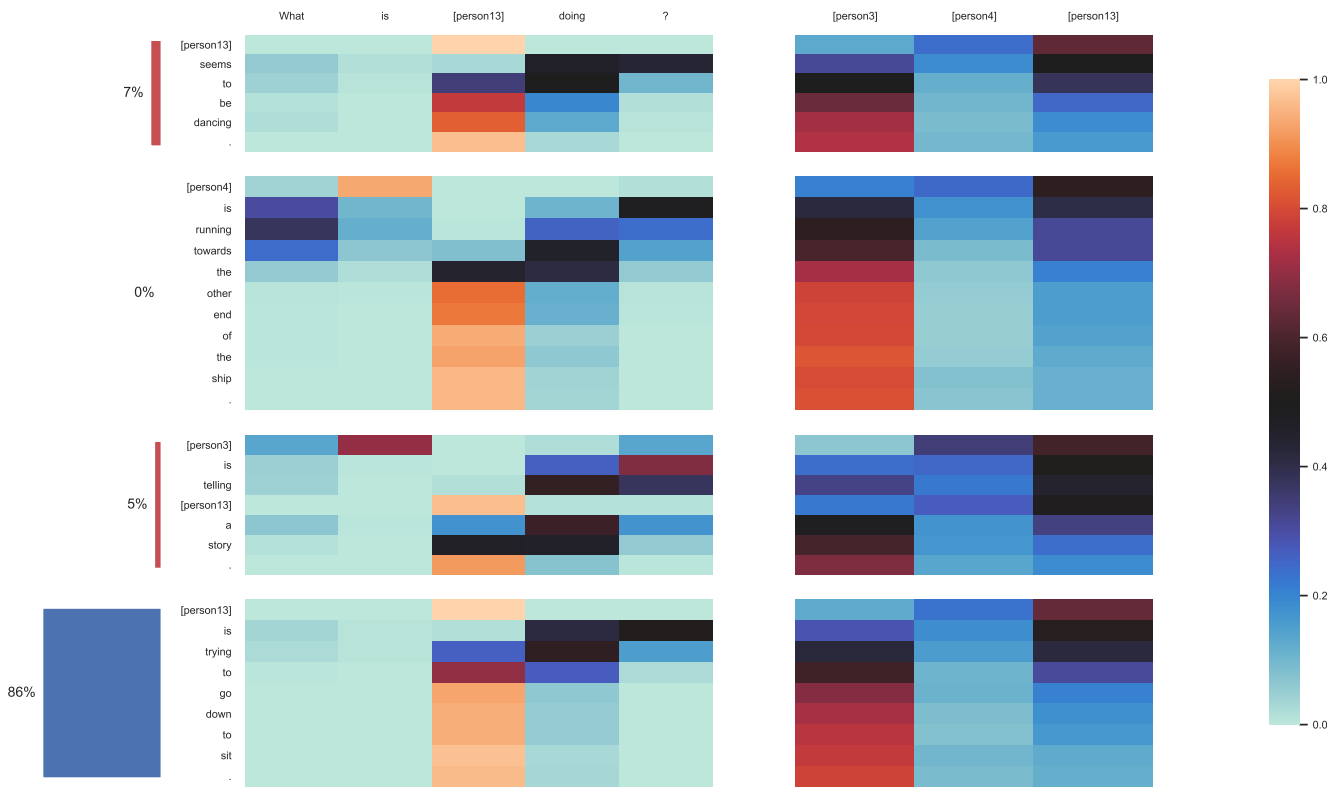 What is [person13] doing ? [person3] [person4] [person13]
[person13]
seems
7% to
be
dancing
.
1.0
[person4]
is
running
0.8
towards
the
0% other
end
of
the
0.6
ship
.
[person3]
is
0.4
telling
5% [person13]
a
story
.
0.2
[person13]
is
trying
to
86% go
down
to
0.0
sit
.